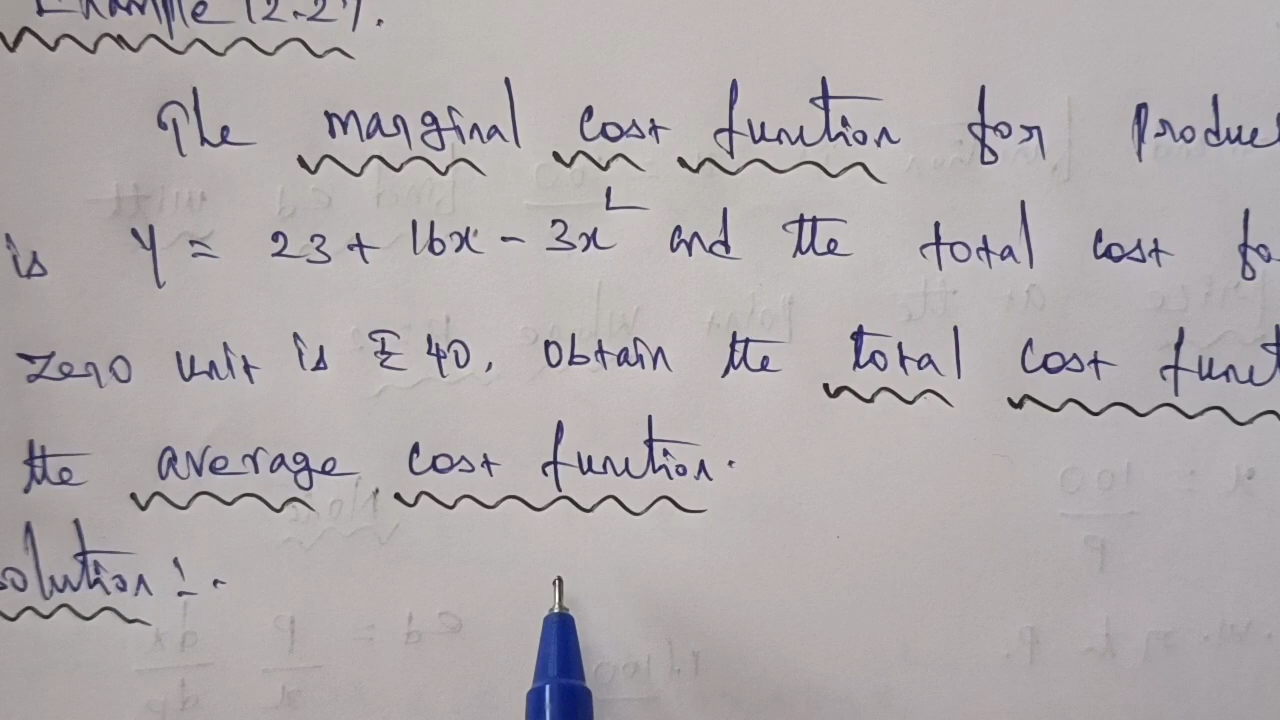 Example (2.27).
The marginal cost function for Produc
is y = 23 + 16x - 3x² and the total cost fo
zero unit is ₹ 40, obtain the total cost funct
the average cost function.
solution :-